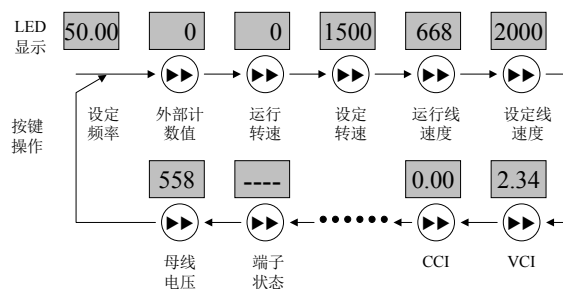 LED
显示
50.00
0
0
1500
668
2000
按键
操作
设定
频率
外部计
数值
运行
转速
设定
转速
运行线
速度
设定线
速度
558
----
0.00
2.34
母线
电压
端子
状态
CCI
VCI